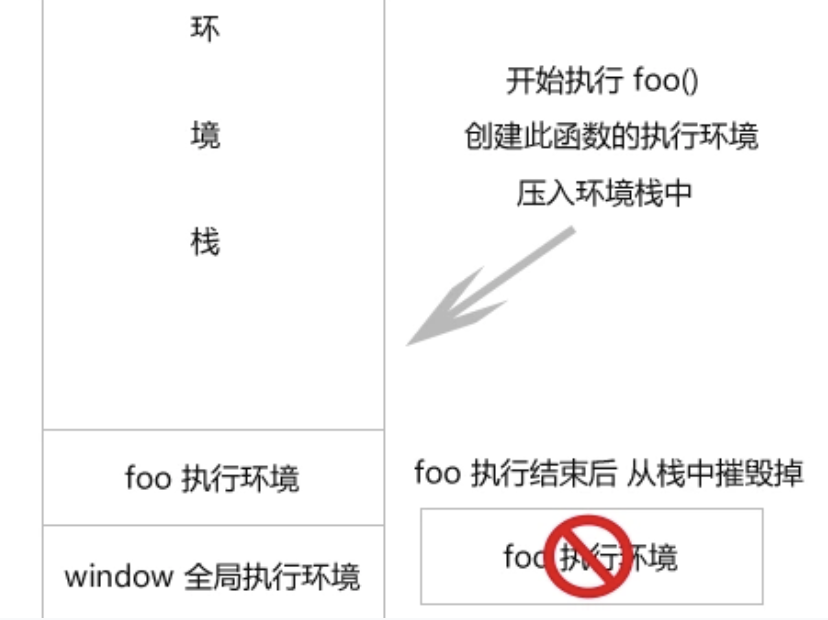 环
境
栈
开始执行 foo()
创建此函数的执行环境
压入环境栈中
foo 执行环境
window 全局执行环境
foo 执行结束后 从栈中摧毁掉
foo 执行环境